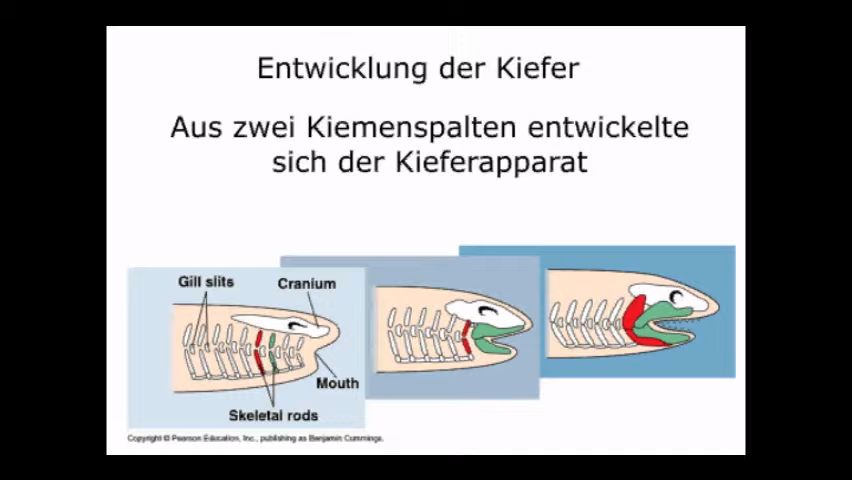 Entwicklung der Kiefer
Aus zwei Kiemenspalten entwickelte
sich der Kieferapparat
Gill slits
Cranium
Mouth
Skeletal rods
Copyright © Pearson Education, Inc., publishing as Benjamin Cummings.